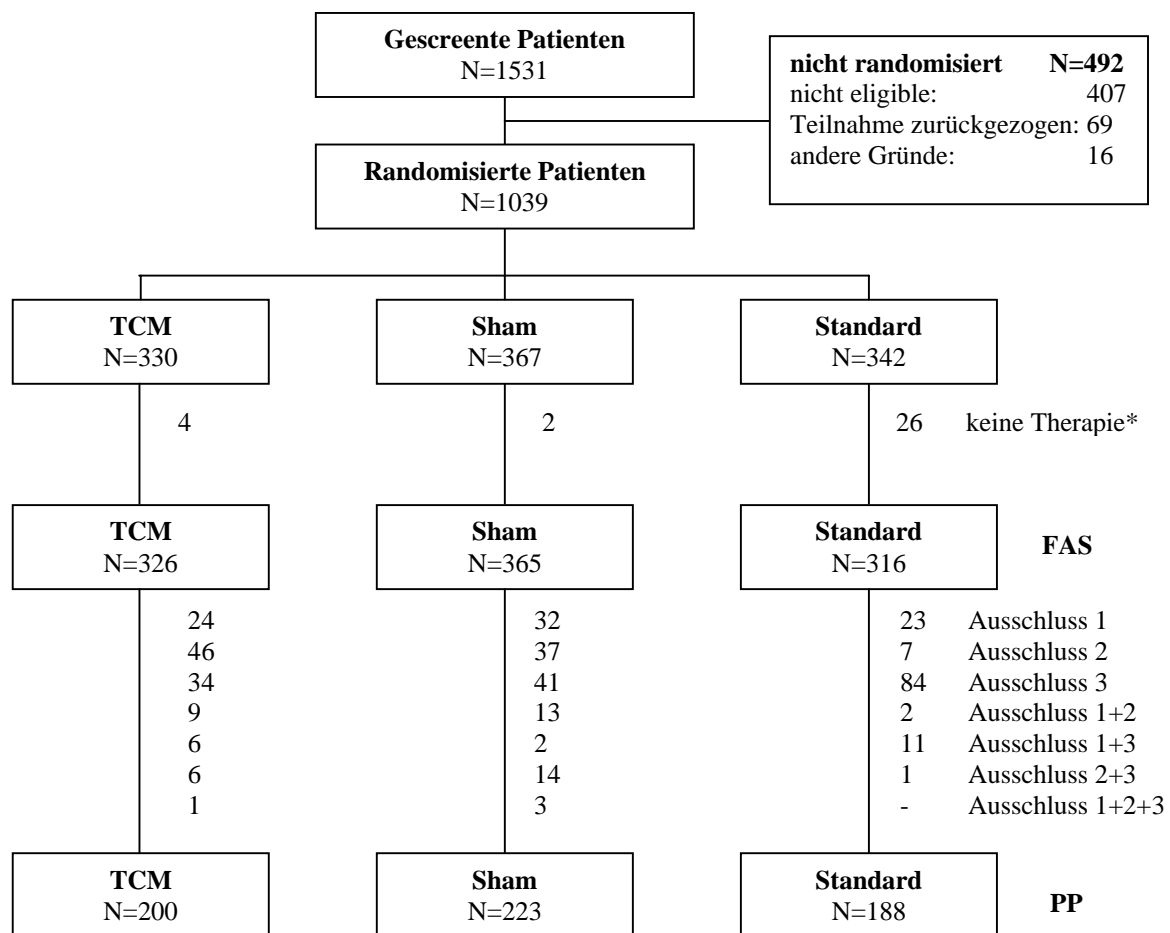 Gescreente Patienten
N=1531
nicht randomisiert N=492
nicht eligible: 407
Teilnahme zurückgezogen: 69
andere Gründe: 16
Randomisierte Patienten
N=1039
TCM
N=330
Sham
N=367
Standard
N=342
4 2 26 keine Therapie*
TCM
N=326
Sham
N=365
Standard
N=316
FAS
24 32 23 Ausschluss 1
46 37 7 Ausschluss 2
34 41 84 Ausschluss 3
9 13 2 Ausschluss 1+2
6 2 11 Ausschluss 1+3
6 14 1 Ausschluss 2+3
1 3 - Ausschluss 1+2+3
TCM
N=200
Sham
N=223
Standard
N=188
PP